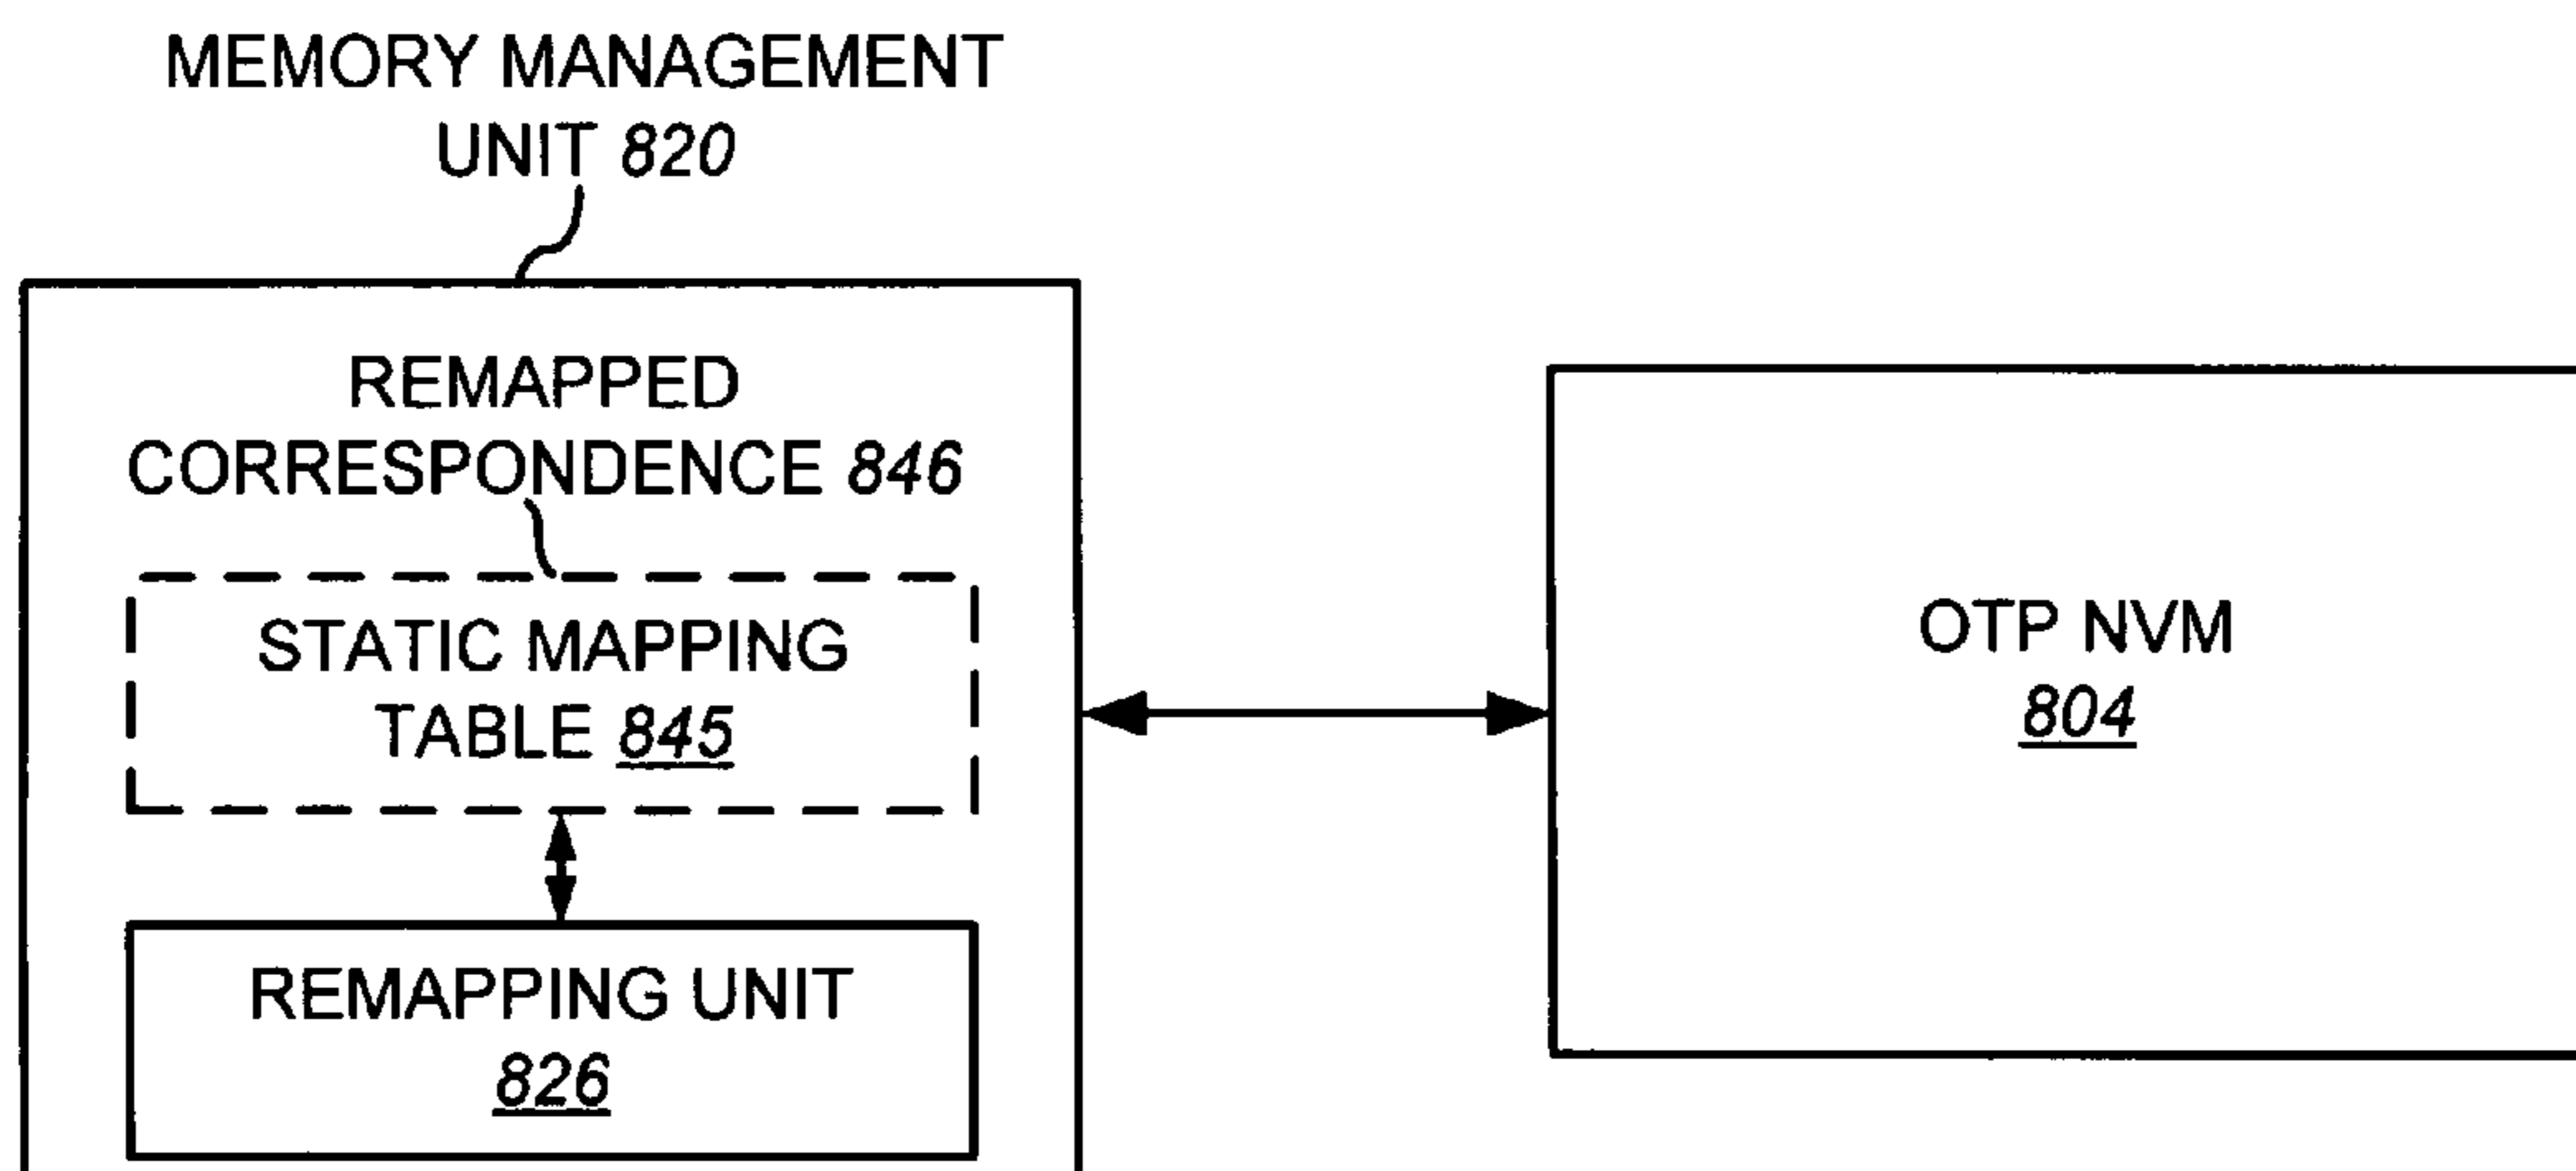 MEMORY MANAGEMENT
UNIT 820
REMAPPED
CORRESPONDENCE 846
STATIC MAPPING
TABLE 845
REMAPPING UNIT
826
OTP NVM
804